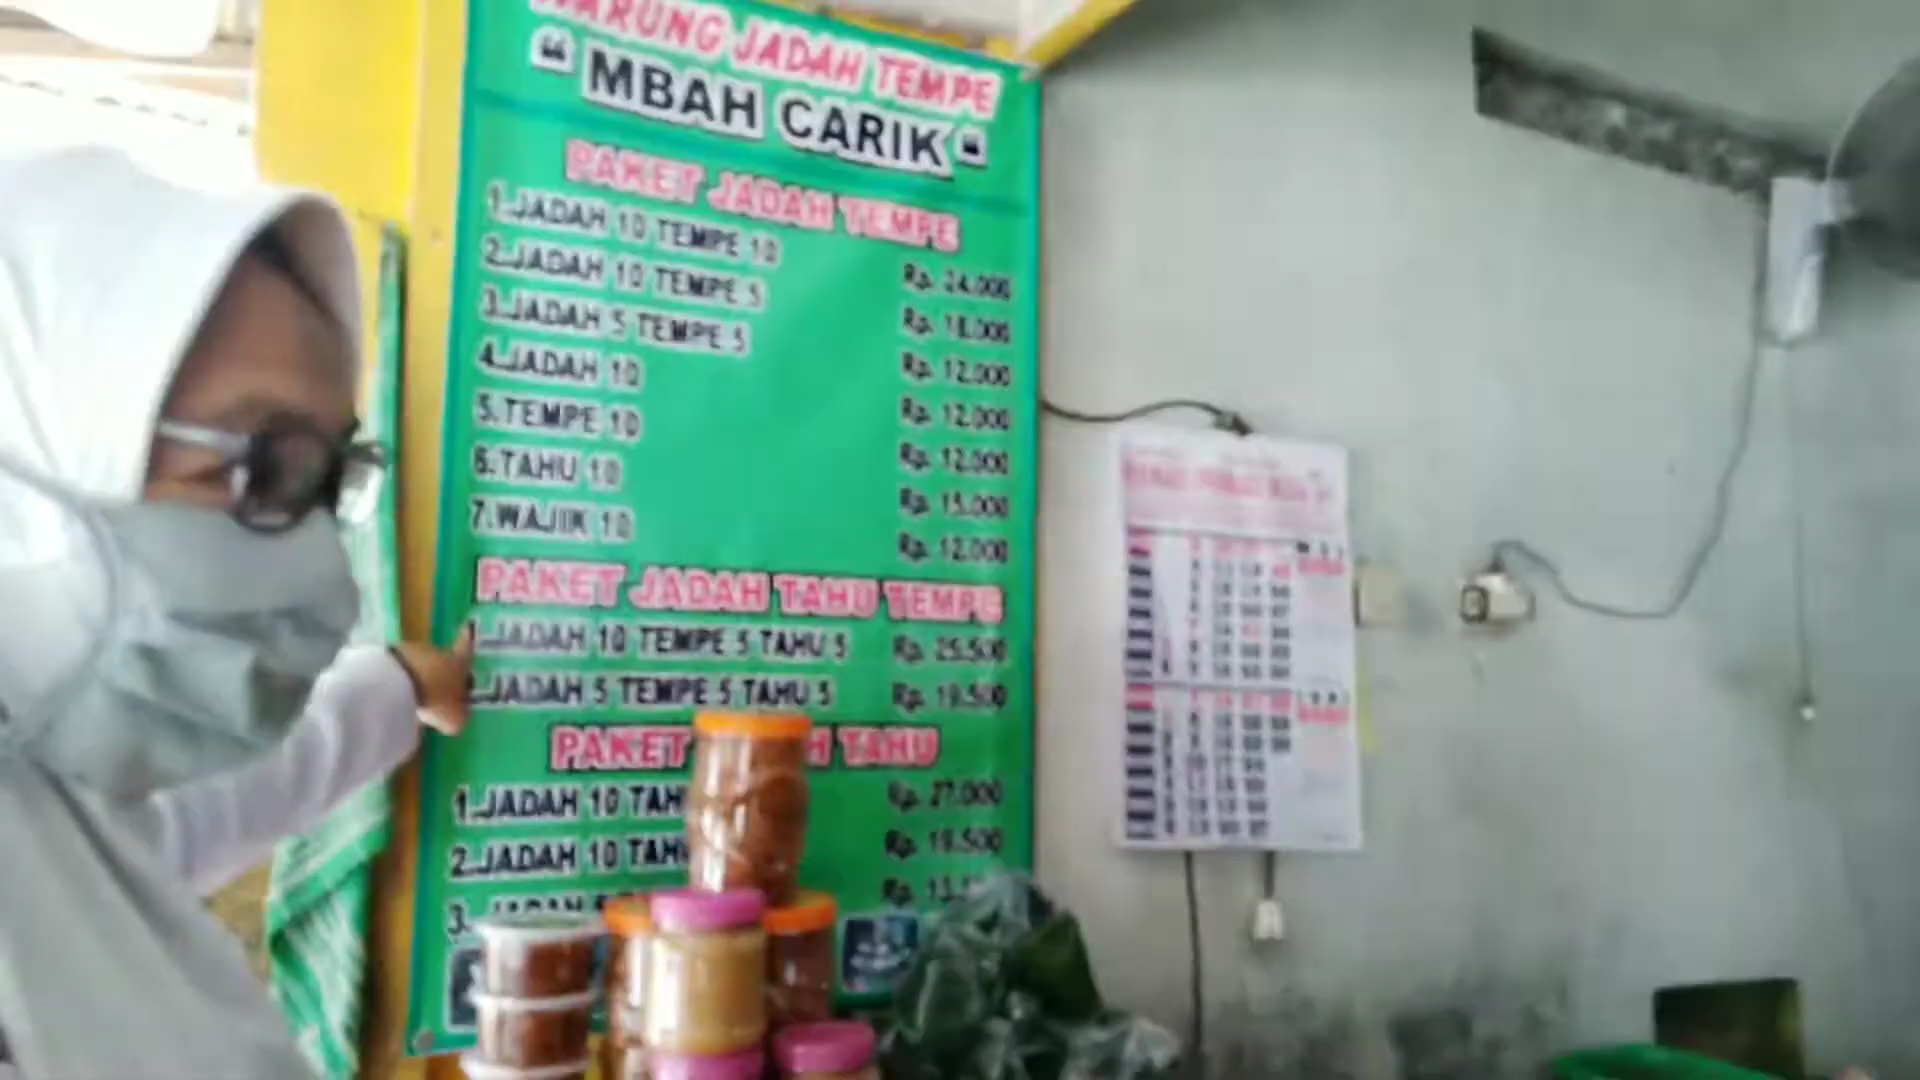 WARUNG JADAH TEMPE
" MBAH CARIK "
PAKET JADAH TEMPE
1.JADAH 10 TEMPE 10 Rp. 24.000
2.JADAH 10 TEMPE 5 Rp. 18.000
3.JADAH 5 TEMPE 5 Rp. 12.000
4.JADAH 10 Rp. 12.000
5.TEMPE 10 Rp. 12.000
6.TAHU 10 Rp. 15.000
7.WAJIK 10 Rp. 12.000
PAKET JADAH TAHU TEMPE
1.JADAH 10 TEMPE 5 TAHU 5 Rp. 25.500
2.JADAH 5 TEMPE 5 TAHU 5 Rp. 19.500
PAKET TAHU
1.JADAH 10 Rp. 27.000
2.JADAH 10 Rp. 19.500
3. JADAH Rp.